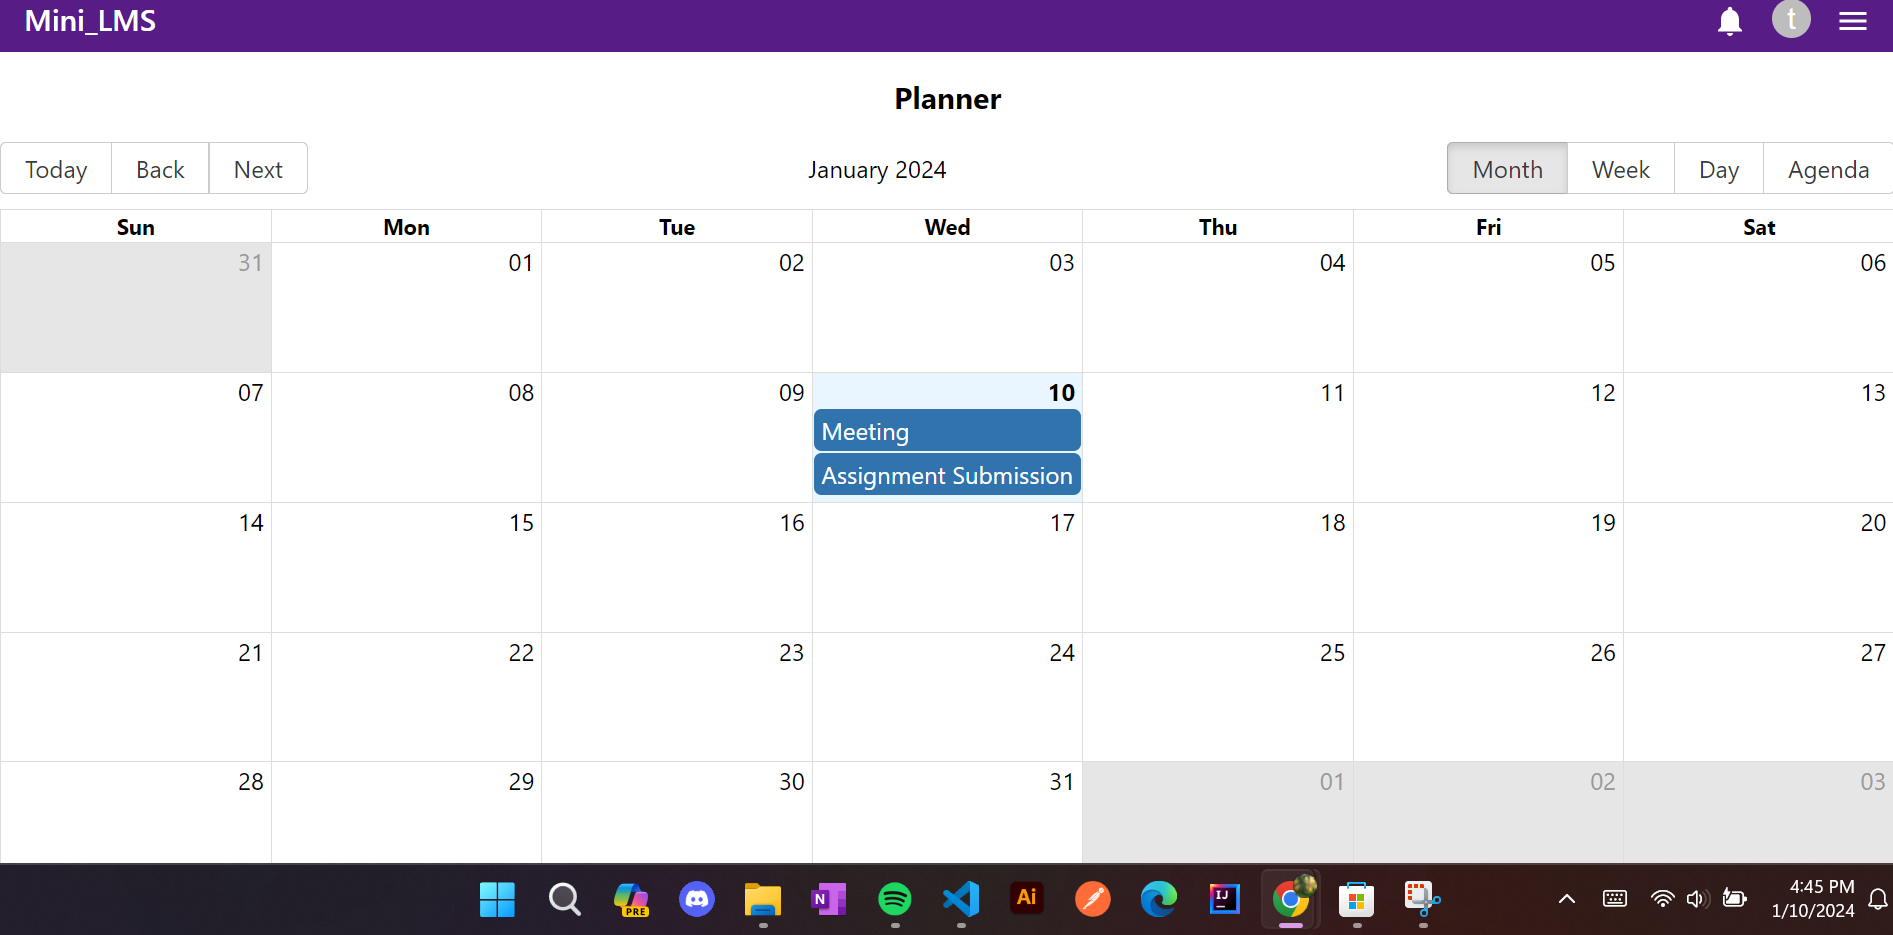 Mini_LMS
t
Planner
Today Back Next
January 2024
Month Week Day Agenda
Sun Mon Tue Wed Thu Fri Sat
31 01 02 03 04 05 06
07 08 09 10 11 12 13
Meeting
Assignment Submission
14 15 16 17 18 19 20
21 22 23 24 25 26 27
28 29 30 31 01 02 03
PRE
N
Ai
IJ
4:45 PM
1/10/2024